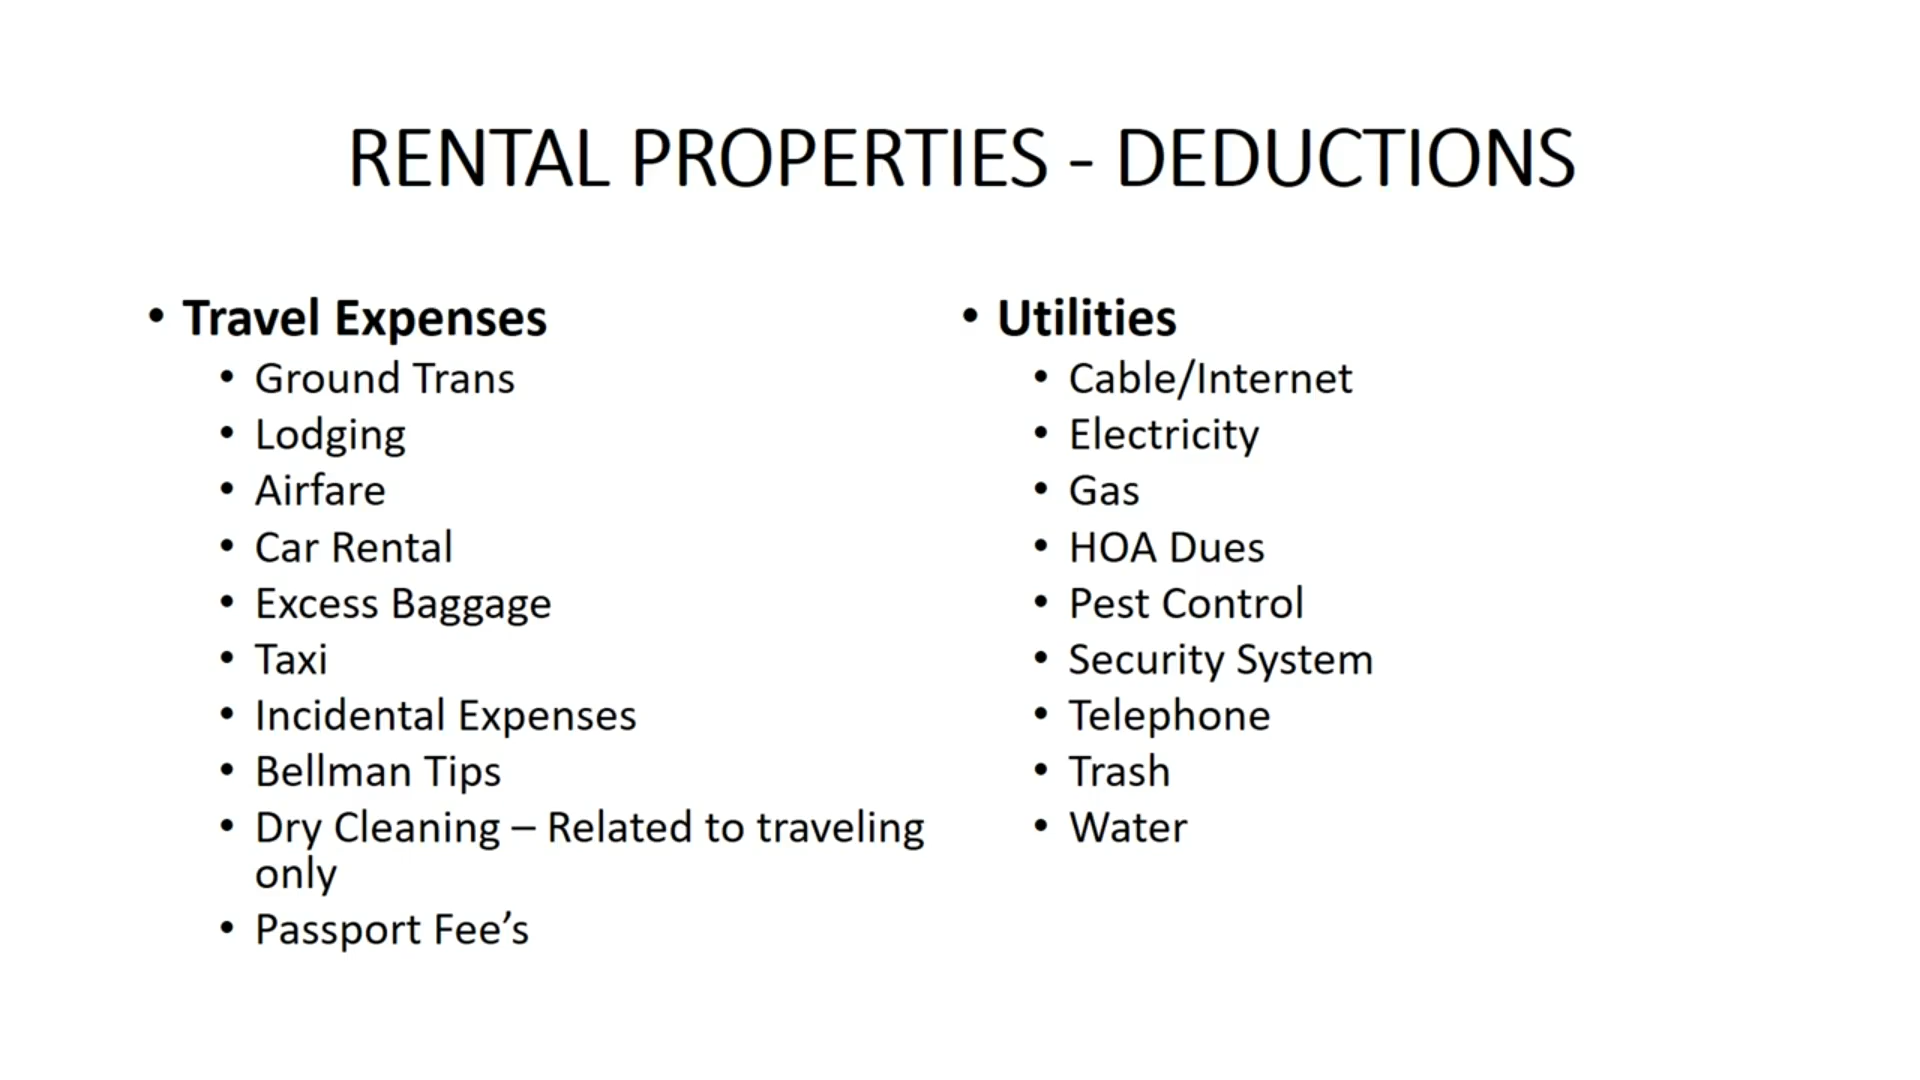 RENTAL PROPERTIES - DEDUCTIONS
• Travel Expenses
• Ground Trans
• Lodging
• Airfare
• Car Rental
• Excess Baggage
• Taxi
• Incidental Expenses
• Bellman Tips
• Dry Cleaning – Related to traveling
only
• Passport Fee’s
• Utilities
• Cable/Internet
• Electricity
• Gas
• HOA Dues
• Pest Control
• Security System
• Telephone
• Trash
• Water